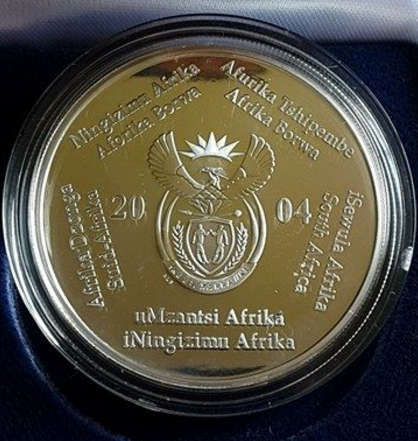 Ningizimu Afrika
Aforika Borwa
Afurika Tshipembe
Afrika Borwa
iSewula Afrika
South Africa
uMzantsi Afrika
iNingizimu Afrika
Afrika-Dzonga
Suid-Afrika
20 04